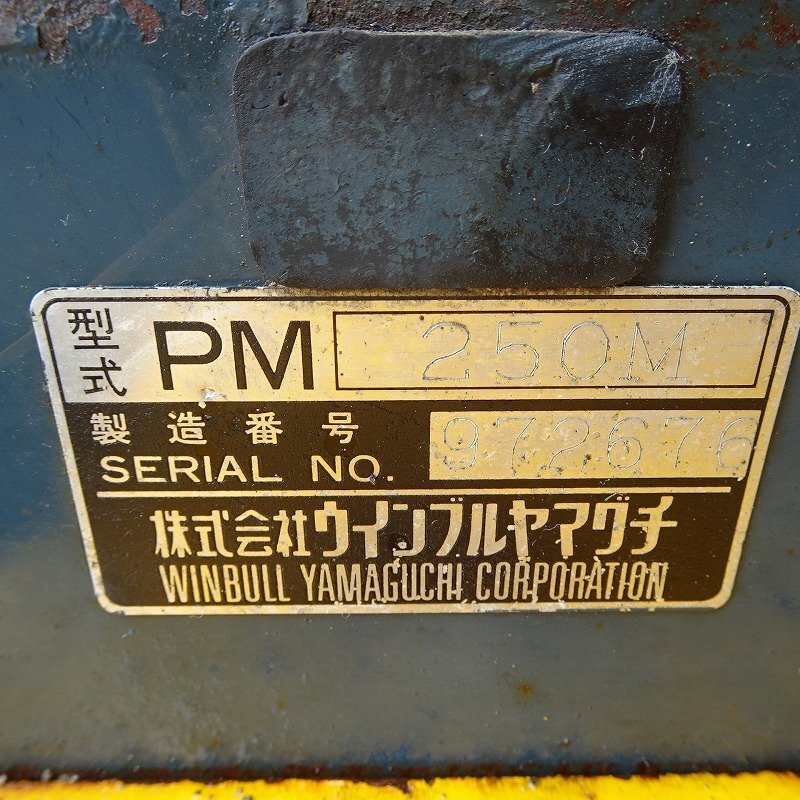 型式 PM 250M
製造番号
SERIAL NO. 972676
株式会社ウインブルヤマグチ
WINBULL YAMAGUCHI CORPORATION